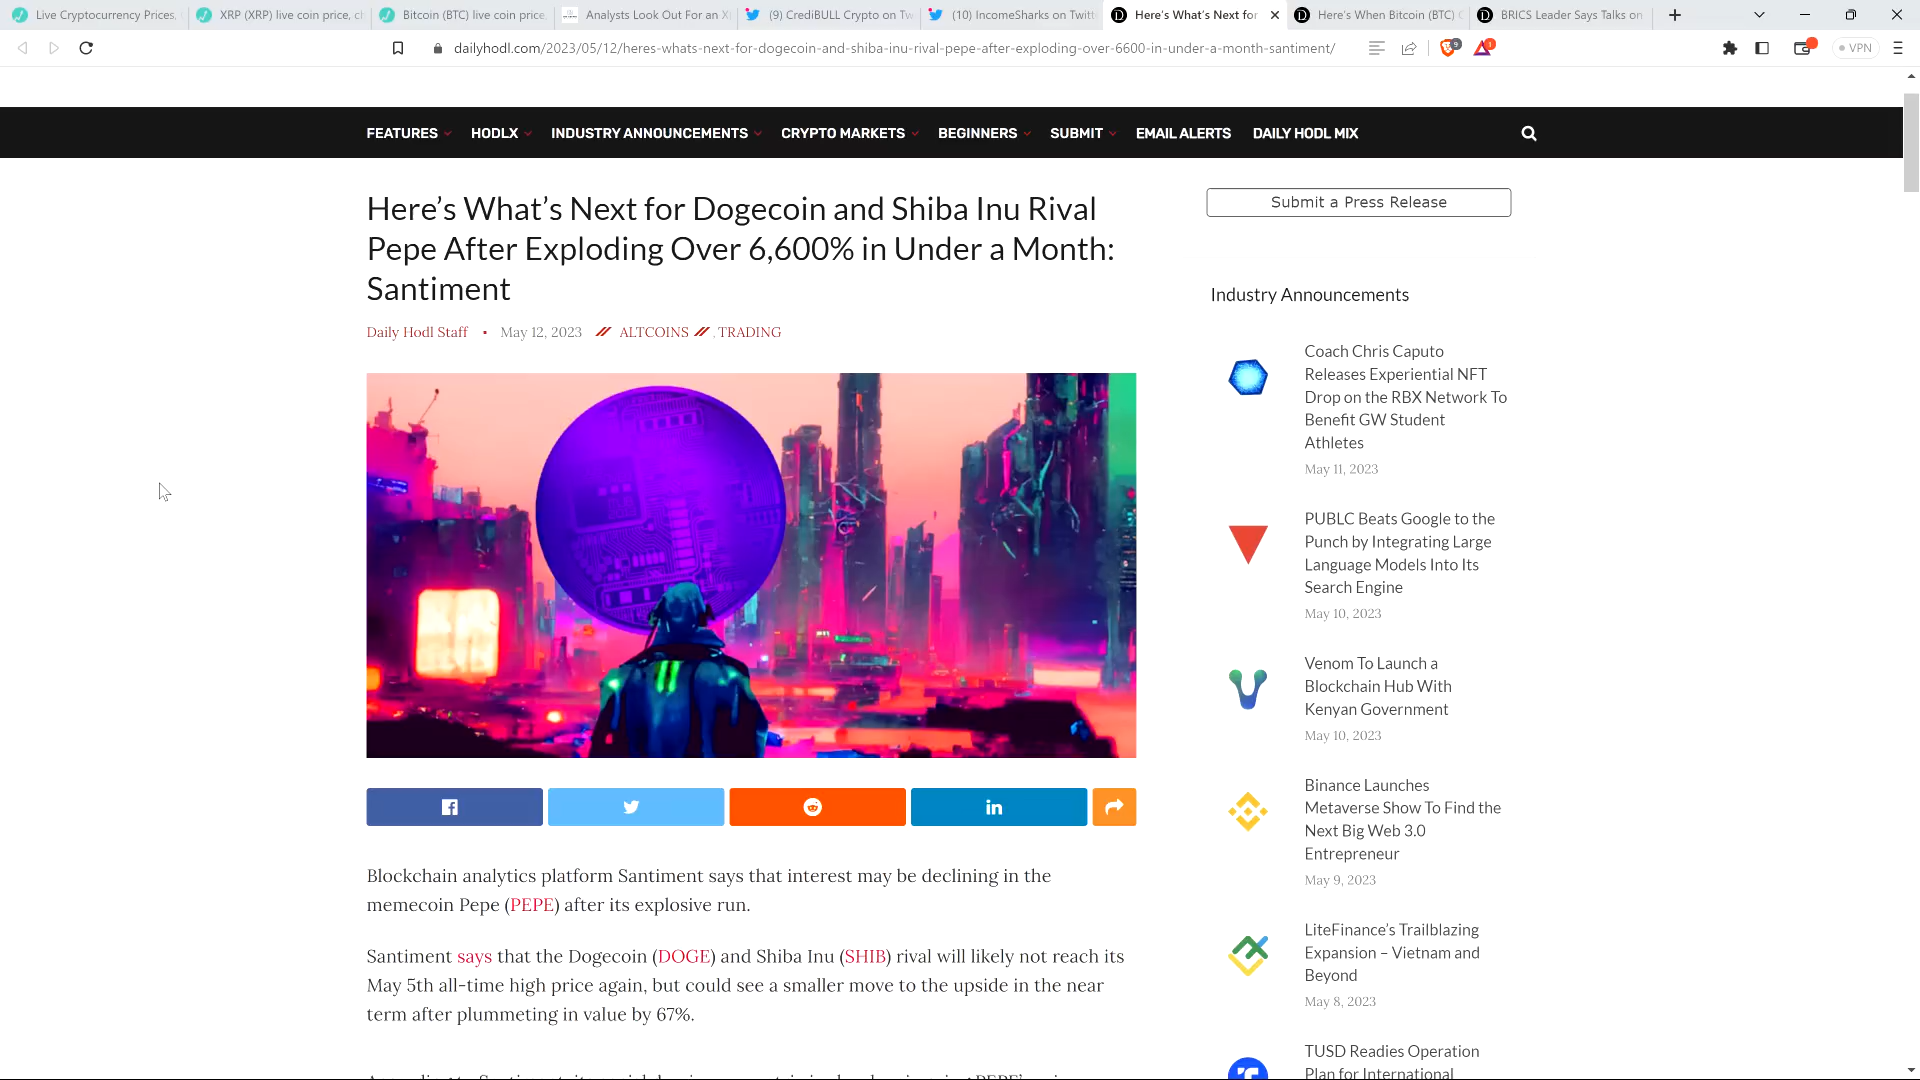 Live Cryptocurrency Prices,
XRP (XRP) live coin price, c
Bitcoin (BTC) live coin price,
Analysts Look Out For an X
(9) CrediBULL Crypto on Tw
(10) IncomeSharks on Twitt
Here's What's Next for
Here's When Bitcoin (BTC) C
BRICS Leader Says Talks on
dailyhodl.com/2023/05/12/heres-whats-next-for-dogecoin-and-shiba-inu-rival-pepe-after-exploding-over-6600-in-under-a-month-santiment/
9
1
VPN
FEATURES HODLX INDUSTRY ANNOUNCEMENTS CRYPTO MARKETS BEGINNERS SUBMIT EMAIL ALERTS DAILY HODL MIX
Here's What's Next for Dogecoin and Shiba Inu Rival
Pepe After Exploding Over 6,600% in Under a Month:
Santiment
Daily Hodl Staff • May 12, 2023 ALTCOINS , TRADING
Blockchain analytics platform Santiment says that interest may be declining in the
memecoin Pepe (PEPE) after its explosive run.
Santiment says that the Dogecoin (DOGE) and Shiba Inu (SHIB) rival will likely not reach its
May 5th all-time high price again, but could see a smaller move to the upside in the near
term after plummeting in value by 67%.
Submit a Press Release
Industry Announcements
Coach Chris Caputo
Releases Experiential NFT
Drop on the RBX Network To
Benefit GW Student
Athletes
May 11, 2023
PUBLC Beats Google to the
Punch by Integrating Large
Language Models Into Its
Search Engine
May 10, 2023
Venom To Launch a
Blockchain Hub With
Kenyan Government
May 10, 2023
Binance Launches
Metaverse Show To Find the
Next Big Web 3.0
Entrepreneur
May 9, 2023
LiteFinance's Trailblazing
Expansion – Vietnam and
Beyond
May 8, 2023
TUSD Readies Operation
Plan for International